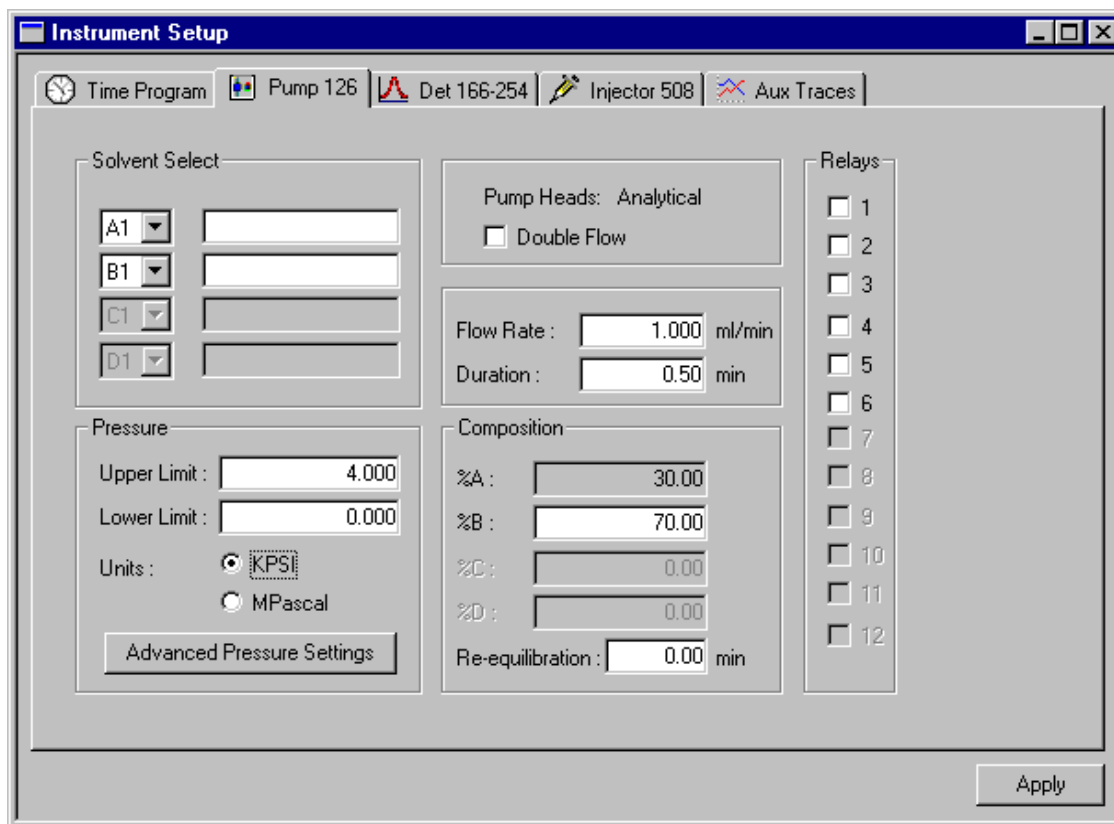 Instrument Setup
Time Program
Pump 126
Det 166-254
Injector 508
Aux Traces
Solvent Select
A1
B1
C1
D1
Pump Heads: Analytical
Double Flow
Flow Rate : 1.000 ml/min
Duration : 0.50 min
Pressure
Upper Limit : 4.000
Lower Limit : 0.000
Units : KPSI
MPascal
Advanced Pressure Settings
Composition
%A : 30.00
%B : 70.00
%C : 0.00
%D : 0.00
Re-equilibration : 0.00 min
Relays
1
2
3
4
5
6
7
8
9
10
11
12
Apply